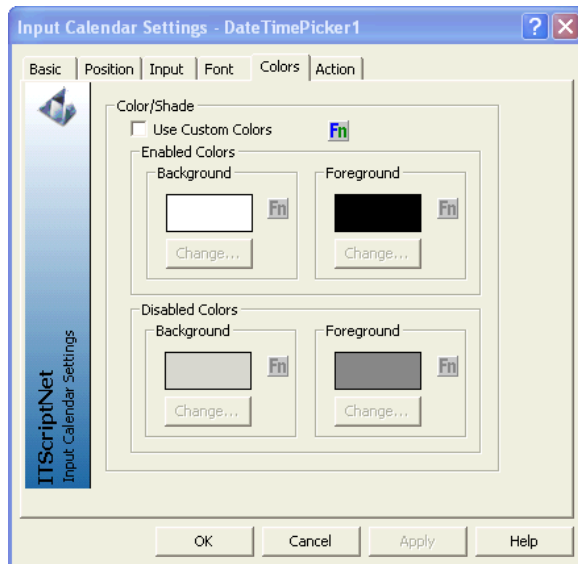 Input Calendar Settings - DateTimePicker1
Basic Position Input Font Colors Action
Color/Shade
Use Custom Colors Fn
Enabled Colors
Background Foreground
Fn Fn
Change... Change...
Disabled Colors
Background Foreground
Fn Fn
Change... Change...
ITScriptNet
Input Calendar Settings
OK Cancel Apply Help